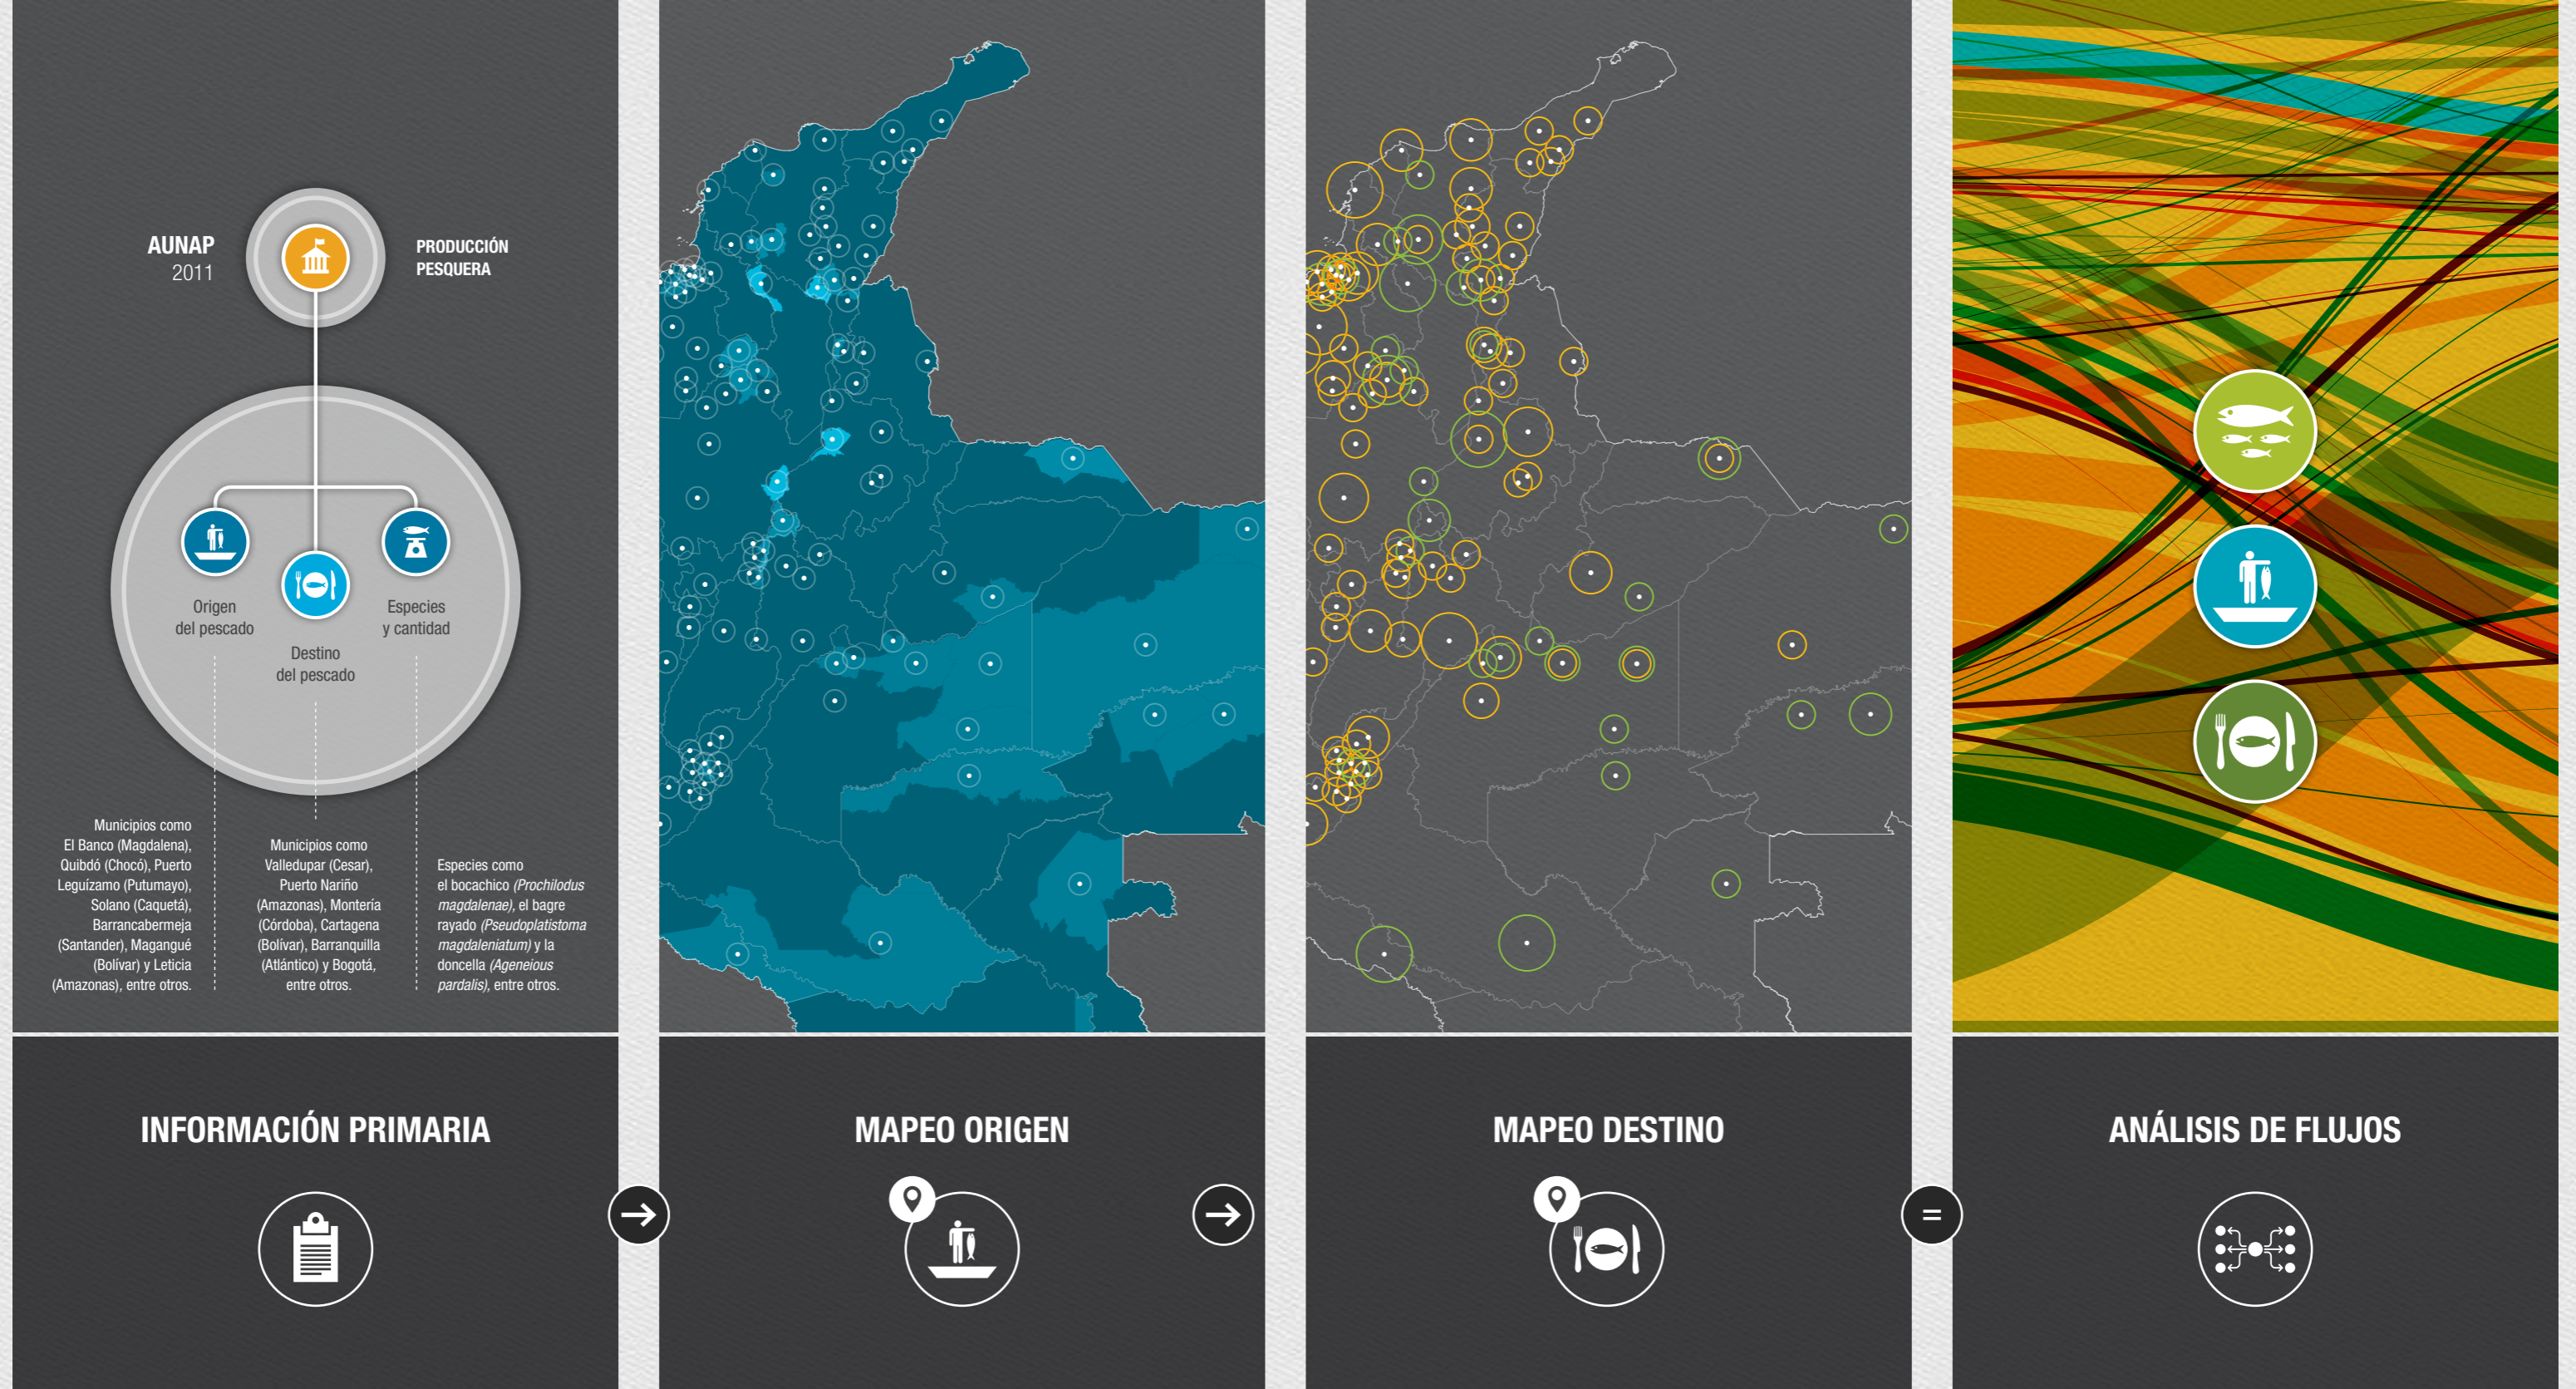 AUNAP
2011
PRODUCCIÓN
PESQUERA
Origen
del pescado
Destino
del pescado
Especies
y cantidad
Municipios como
El Banco (Magdalena),
Quibdó (Chocó), Puerto
Leguízamo (Putumayo),
Solano (Caquetá),
Barrancabermeja
(Santander), Magangué
(Bolívar) y Leticia
(Amazonas), entre otros.
Municipios como
Valledupar (Cesar),
Puerto Nariño
(Amazonas), Montería
(Córdoba), Cartagena
(Bolívar), Barranquilla
(Atlántico) y Bogotá,
entre otros.
Especies como
el bocachico (Prochilodus
magdalenae), el bagre
rayado (Pseudoplatistoma
magdaleniatum) y la
doncella (Ageneious
pardalis), entre otros.
INFORMACIÓN PRIMARIA
MAPEO ORIGEN
MAPEO DESTINO
=
ANÁLISIS DE FLUJOS